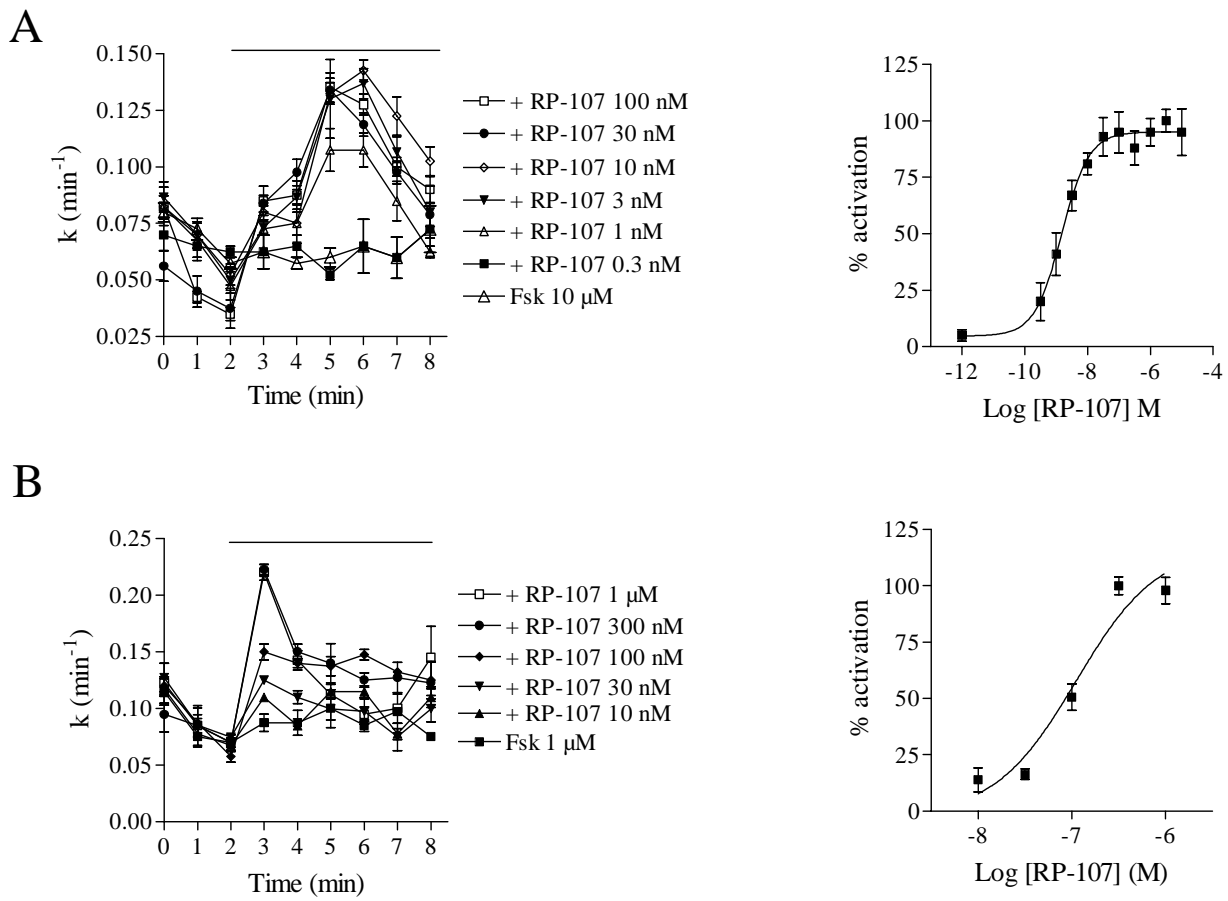 A
0.150
0.125
0.100
0.075
0.050
0.025
k (min-1)
0 1 2 3 4 5 6 7 8
Time (min)
+ RP-107 100 nM
+ RP-107 30 nM
+ RP-107 10 nM
+ RP-107 3 nM
+ RP-107 1 nM
+ RP-107 0.3 nM
Fsk 10 µM
125
100
75
50
25
0
% activation
-12 -10 -8 -6 -4
Log [RP-107] M
B
0.25
0.20
0.15
0.10
0.05
0.00
k (min-1)
0 1 2 3 4 5 6 7 8
Time (min)
+ RP-107 1 µM
+ RP-107 300 nM
+ RP-107 100 nM
+ RP-107 30 nM
+ RP-107 10 nM
Fsk 1 µM
125
100
75
50
25
0
% activation
-8 -7 -6
Log [RP-107] (M)